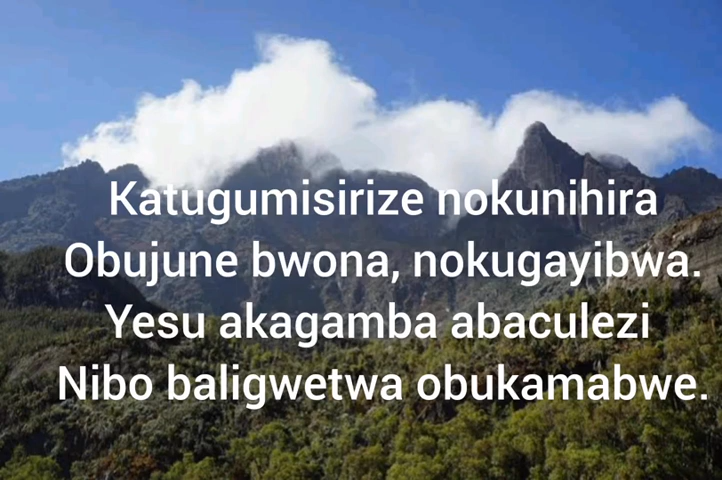 Katugumisirize nokunihira
Obujune bwona, nokugayibwa.
Yesu akagamba abaculezi
Nibo baligwetwa obukamabwe.